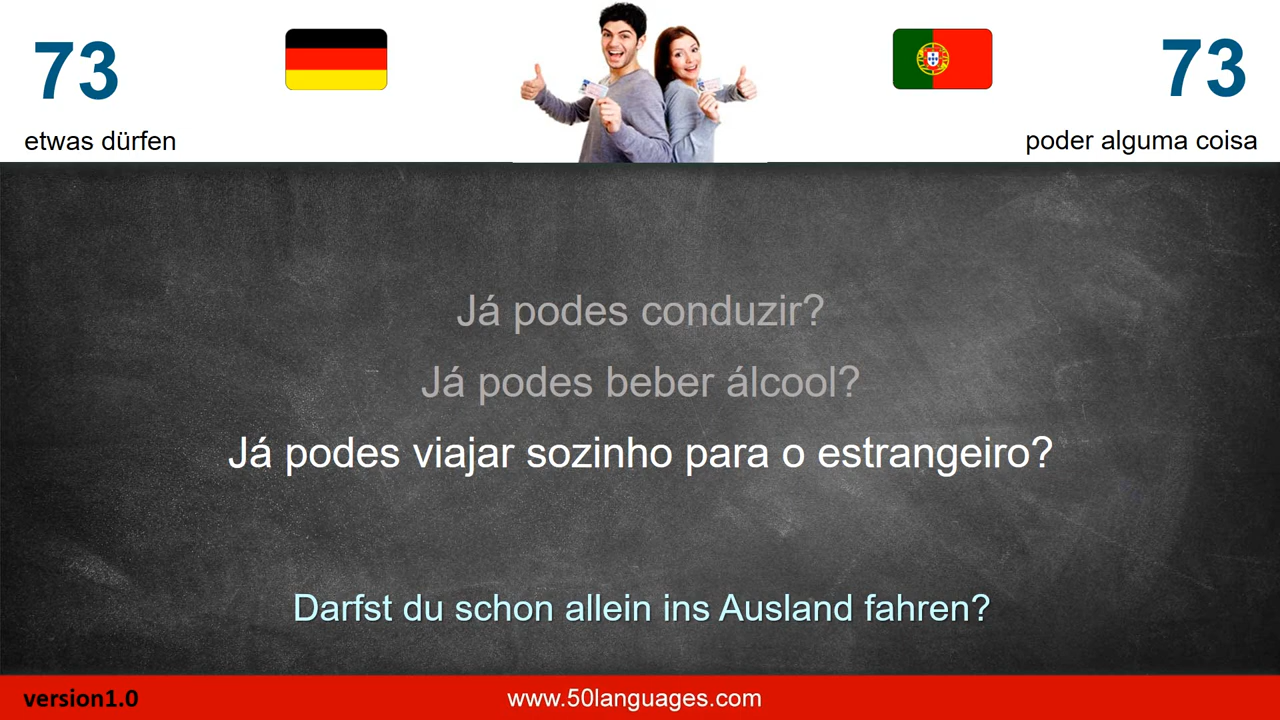 73
73
etwas dürfen
poder alguma coisa
Já podes conduzir?
Já podes beber álcool?
Já podes viajar sozinho para o estrangeiro?
Darfst du schon allein ins Ausland fahren?
version1.0
www.50languages.com